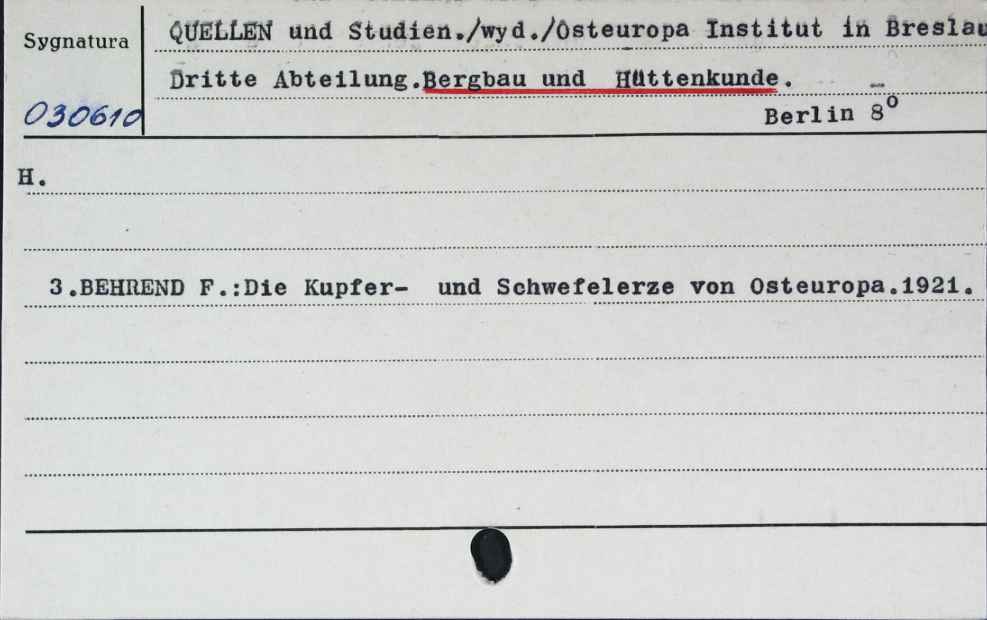 Sygnatura
QUELLEN und Studien./wyd./Osteuropa Institut in Breslau
Dritte Abteilung.Bergbau und Hüttenkunde.
030610
Berlin 8°
H.
3.BEHREND F.:Die Kupfer- und Schwefelerze von Osteuropa.1921.